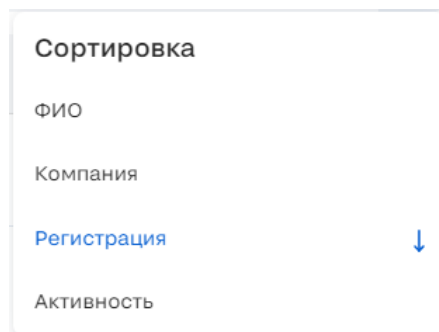 Сортировка
ФИО
Компания
Регистрация ↓
Активность